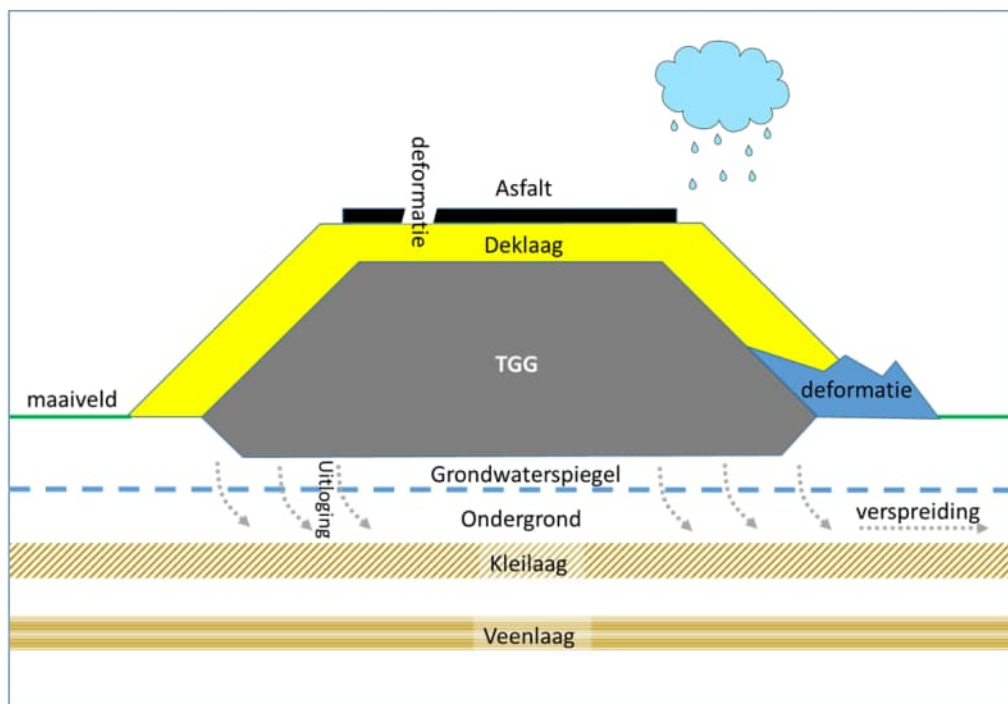 deformatie
Asfalt
Deklaag
TGG
maaiveld
deformatie
Uitloging
Grondwaterspiegel
Ondergrond
verspreiding
Kleilaag
Veenlaag